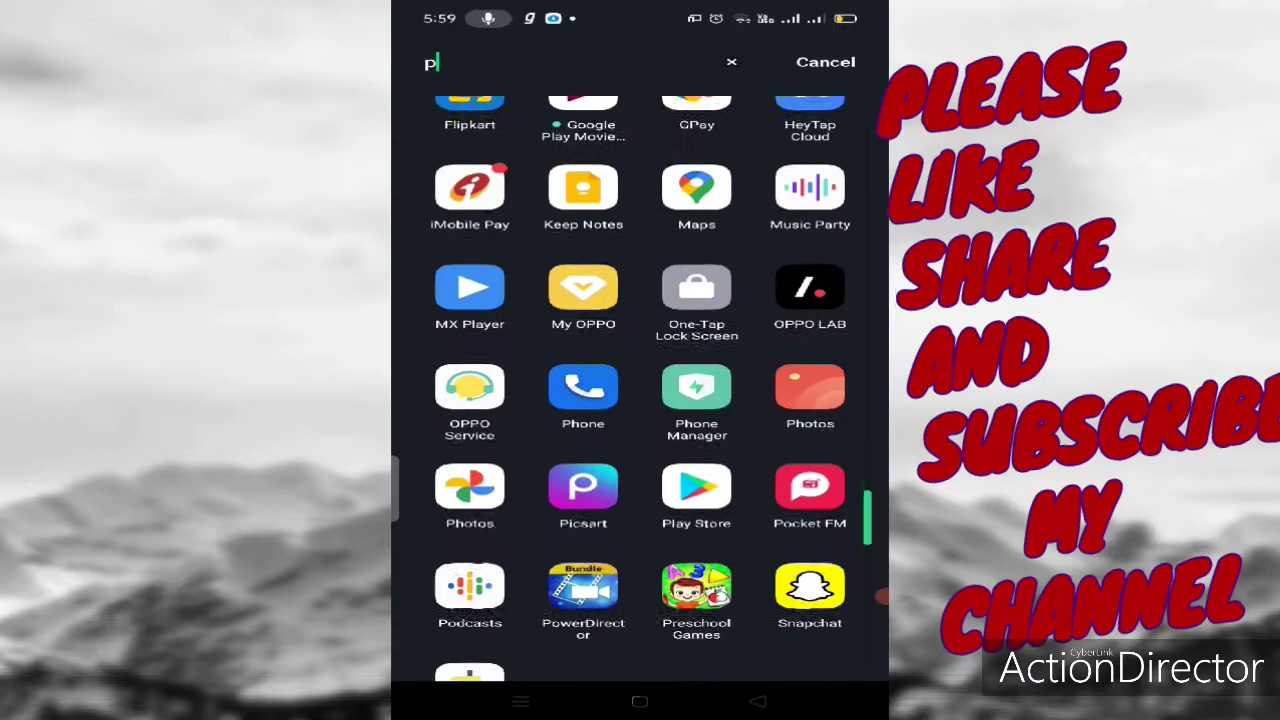 5:59
p
Cancel
Flipkart
Google Play Movie...
GPay
HeyTap Cloud
iMobile Pay
Keep Notes
Maps
Music Party
MX Player
My OPPO
One-Tap Lock Screen
OPPO LAB
OPPO Service
Phone
Phone Manager
Photos
Photos
Picsart
Play Store
Pocket FM
Podcasts
Bundle
PowerDirect
or
Preschool Games
Snapchat
PLEASE
LIKE
SHARE
AND
SUBSCRIBE
MY
CHANNEL
CyberLink
ActionDirector